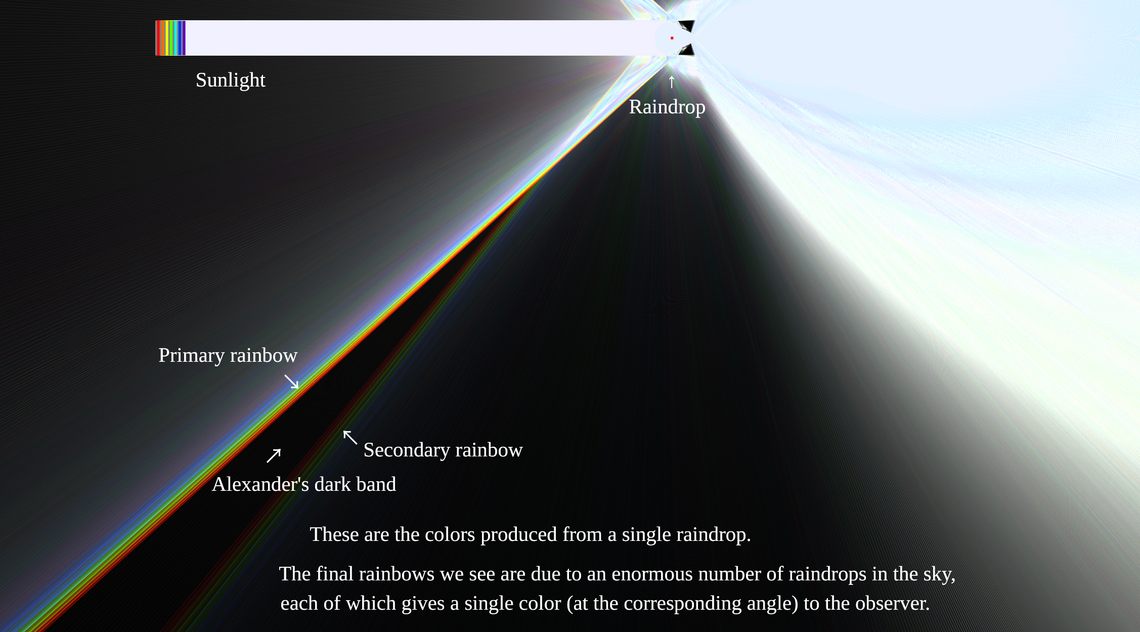 Sunlight
Raindrop
Primary rainbow
Secondary rainbow
Alexander's dark band
These are the colors produced from a single raindrop.
The final rainbows we see are due to an enormous number of raindrops in the sky,
each of which gives a single color (at the corresponding angle) to the observer.